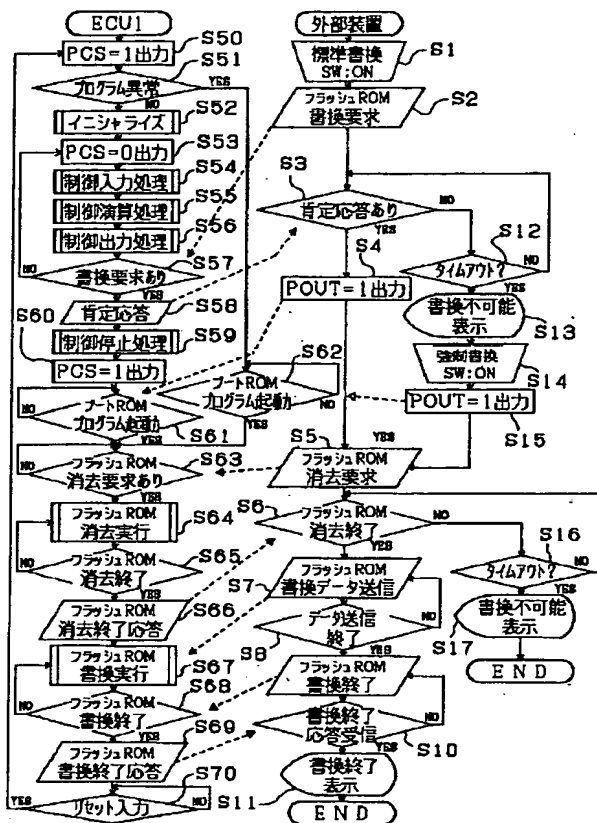 ECU1
PCS=1出力
S50
S51
プログラム異常
YES
NO
S52
イニシャライズ
S53
PCS=0出力
S54
制御入力処理
S55
制御演算処理
S56
制御出力処理
S57
NO
書換要求あり
YES
S58
肯定応答
S59
制御停止処理
S60
PCS=1出力
S62
ブートROM
プログラム起動
NO
YES
NO
ブートROM
プログラム起動
S61
YES
S63
NO
フラッシュROM
消去要求あり
YES
S64
フラッシュROM
消去実行
S65
NO
フラッシュROM
消去終了
YES
S66
フラッシュROM
消去終了応答
S67
フラッシュROM
書換実行
S68
NO
フラッシュROM
書換終了
YES
S69
フラッシュROM
書換終了応答
S70
YES
リセット入力
NO
外部装置
S1
標準書換
SW:ON
S2
フラッシュROM
書換要求
S3
肯定応答あり
NO
YES
S4
POUT=1出力
S12
タイムアウト?
NO
YES
書換不可能
表示
S13
強制書換
SW:ON
S14
POUT=1出力
S15
S5
YES
フラッシュROM
消去要求
S6
フラッシュROM
消去終了
NO
YES
S16
タイムアウト?
YES
書換不可能
表示
S17
END
S7
フラッシュROM
書換データ送信
S8
データ送信
終了
NO
YES
フラッシュROM
書換終了
書換終了
応答受信
NO
YES
S10
S11
書換終了
表示
END